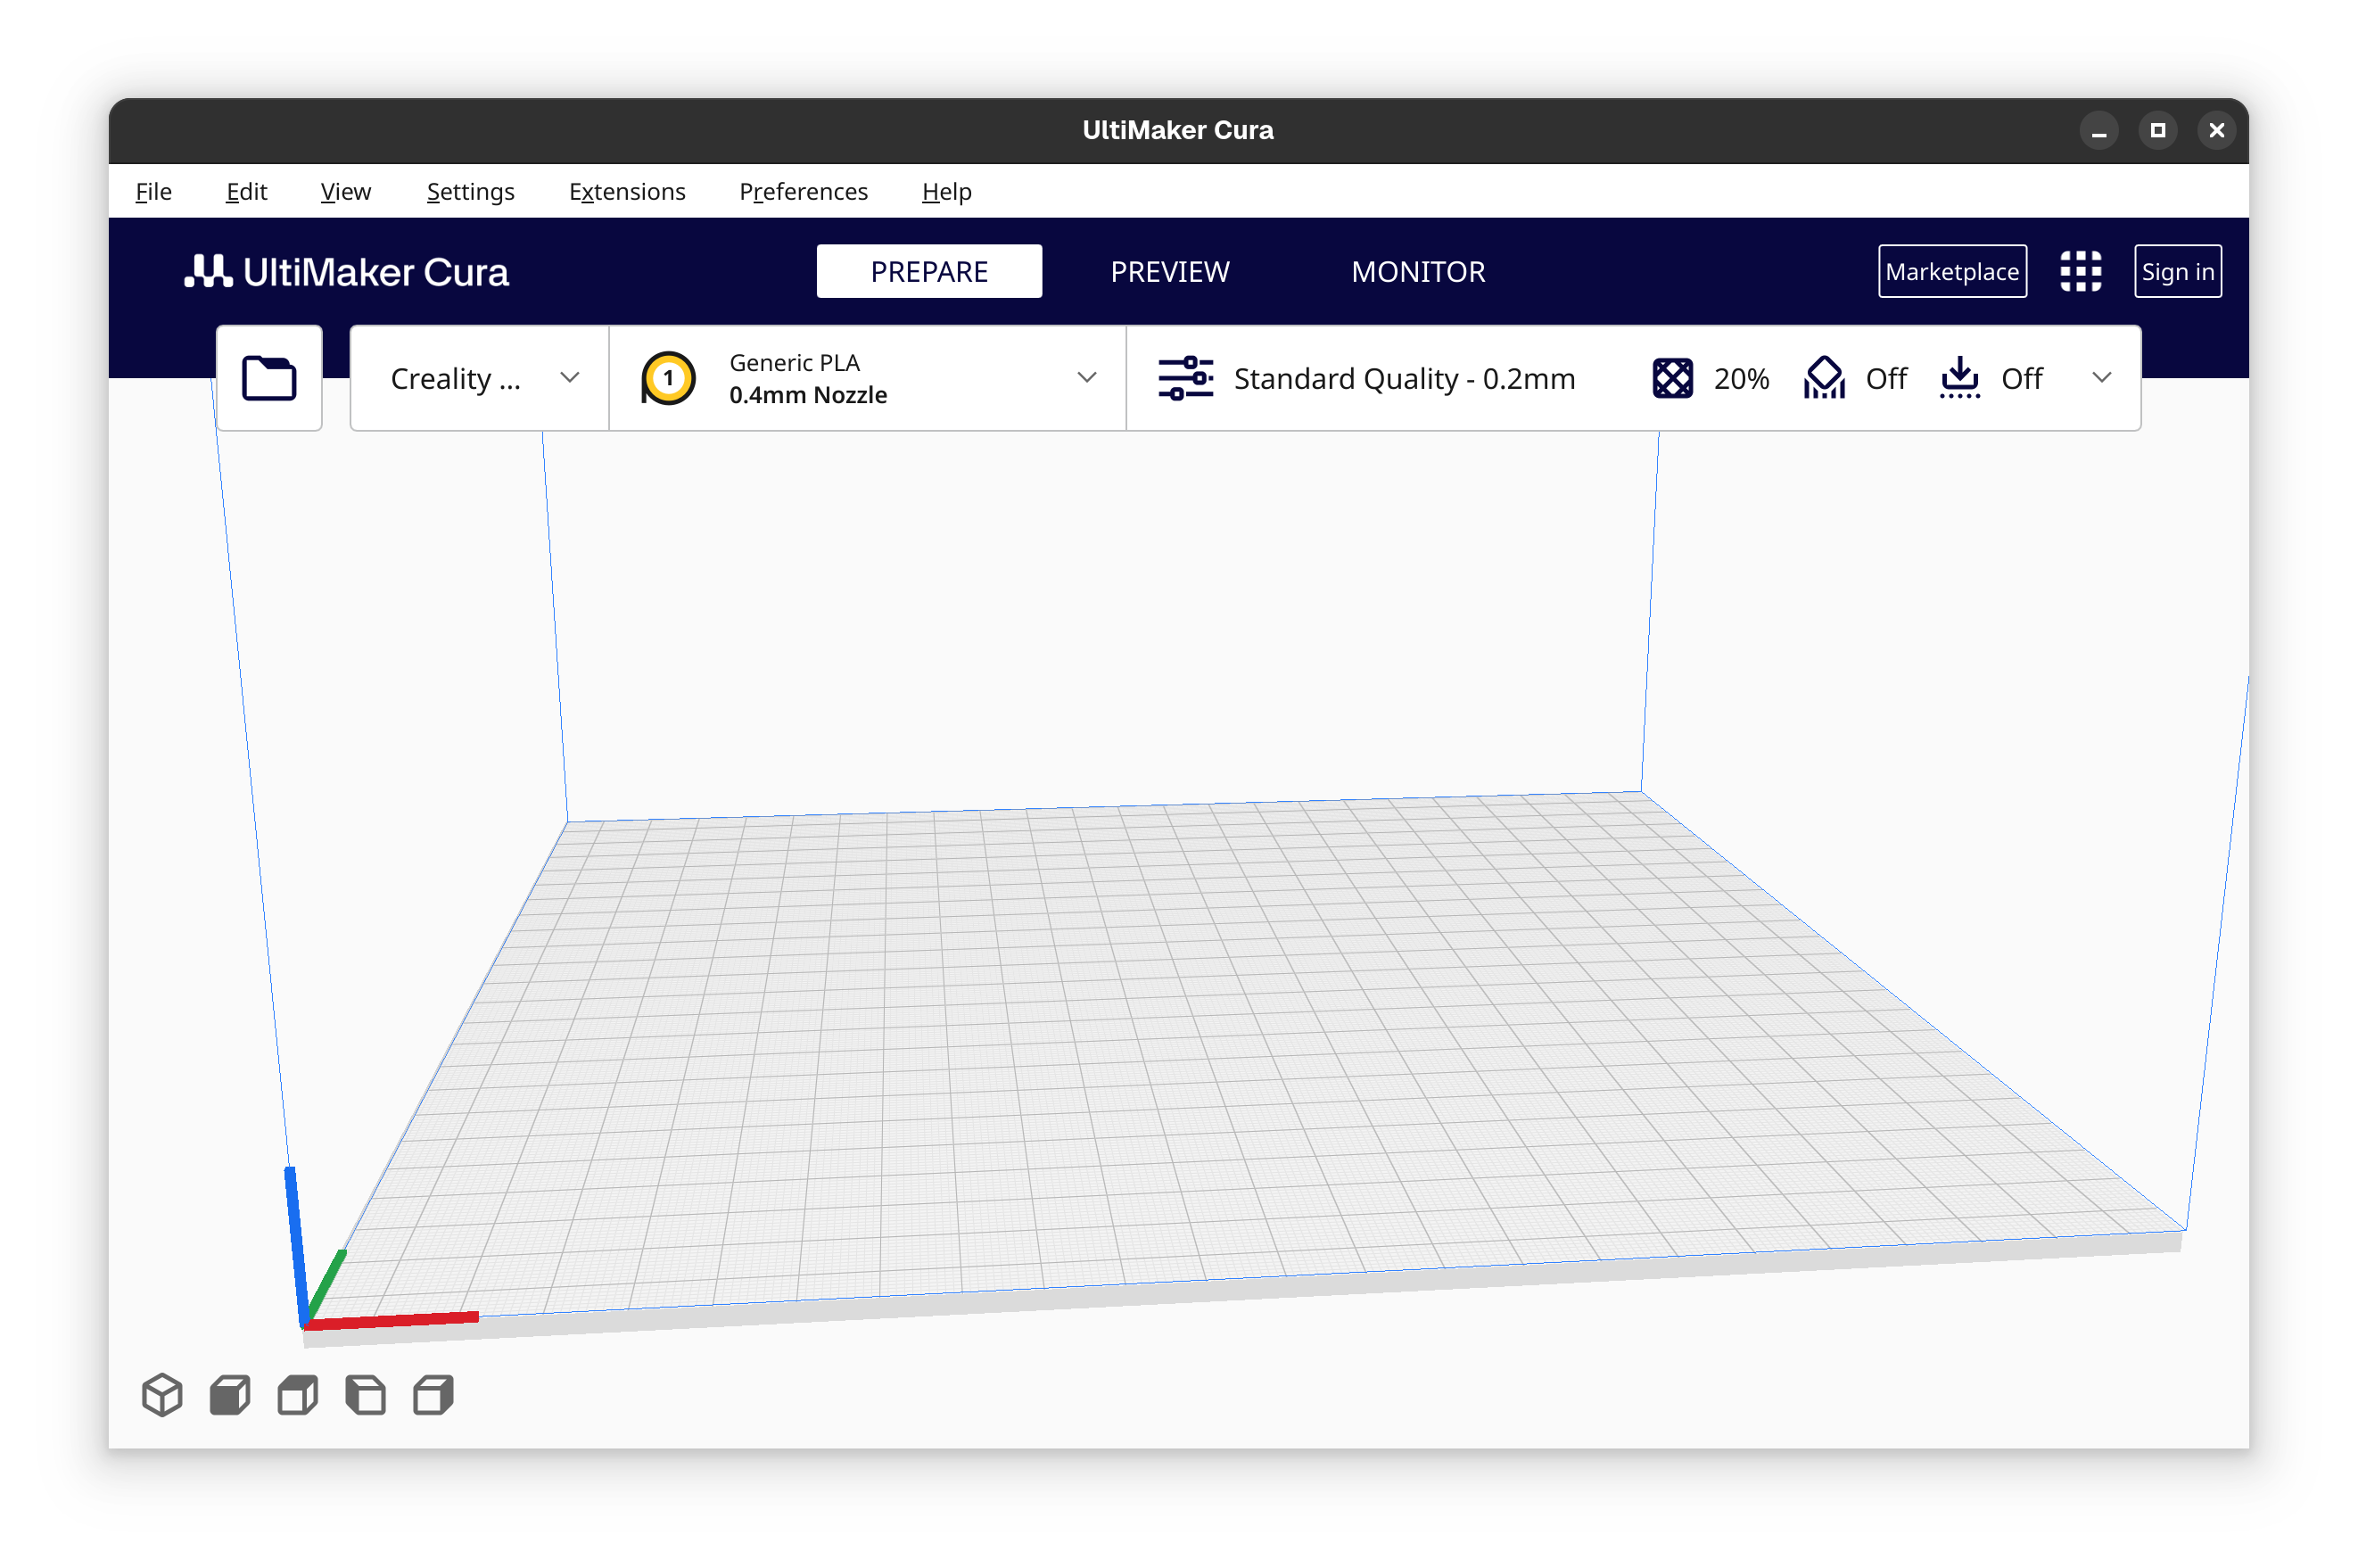 UltiMaker Cura
File Edit View Settings Extensions Preferences Help
UltiMaker Cura PREPARE PREVIEW MONITOR Marketplace Sign in
Creality ... 1 Generic PLA
0.4mm Nozzle
Standard Quality - 0.2mm 20% Off Off